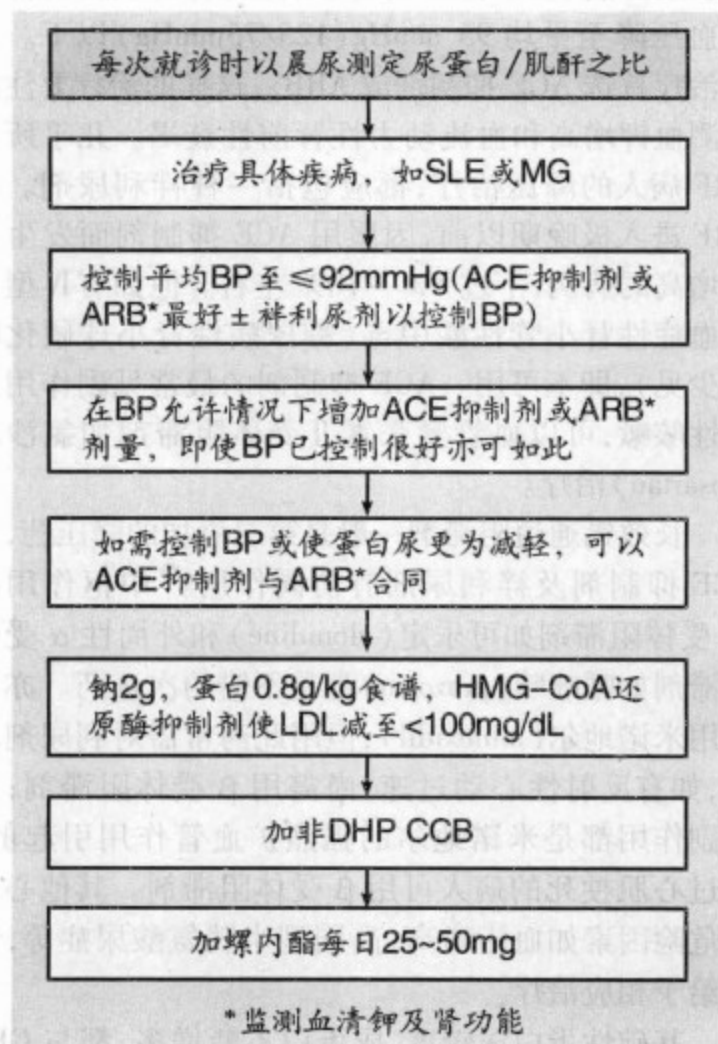 每次就诊时以晨尿测定尿蛋白/肌酐之比
治疗具体疾病，如SLE或MG
控制平均BP至≤92mmHg(ACE抑制剂或
ARB*最好±袢利尿剂以控制BP)
在BP允许情况下增加ACE抑制剂或ARB*
剂量，即使BP已控制很好亦可如此
如需控制BP或使蛋白尿更为减轻，可以
ACE抑制剂与ARB*合同
钠2g，蛋白0.8g/kg食谱，HMG-CoA还
原酶抑制剂使LDL减至<100mg/dl
加非DHP CCB
加螺内酯每日25~50mg
*监测血清钾及肾功能